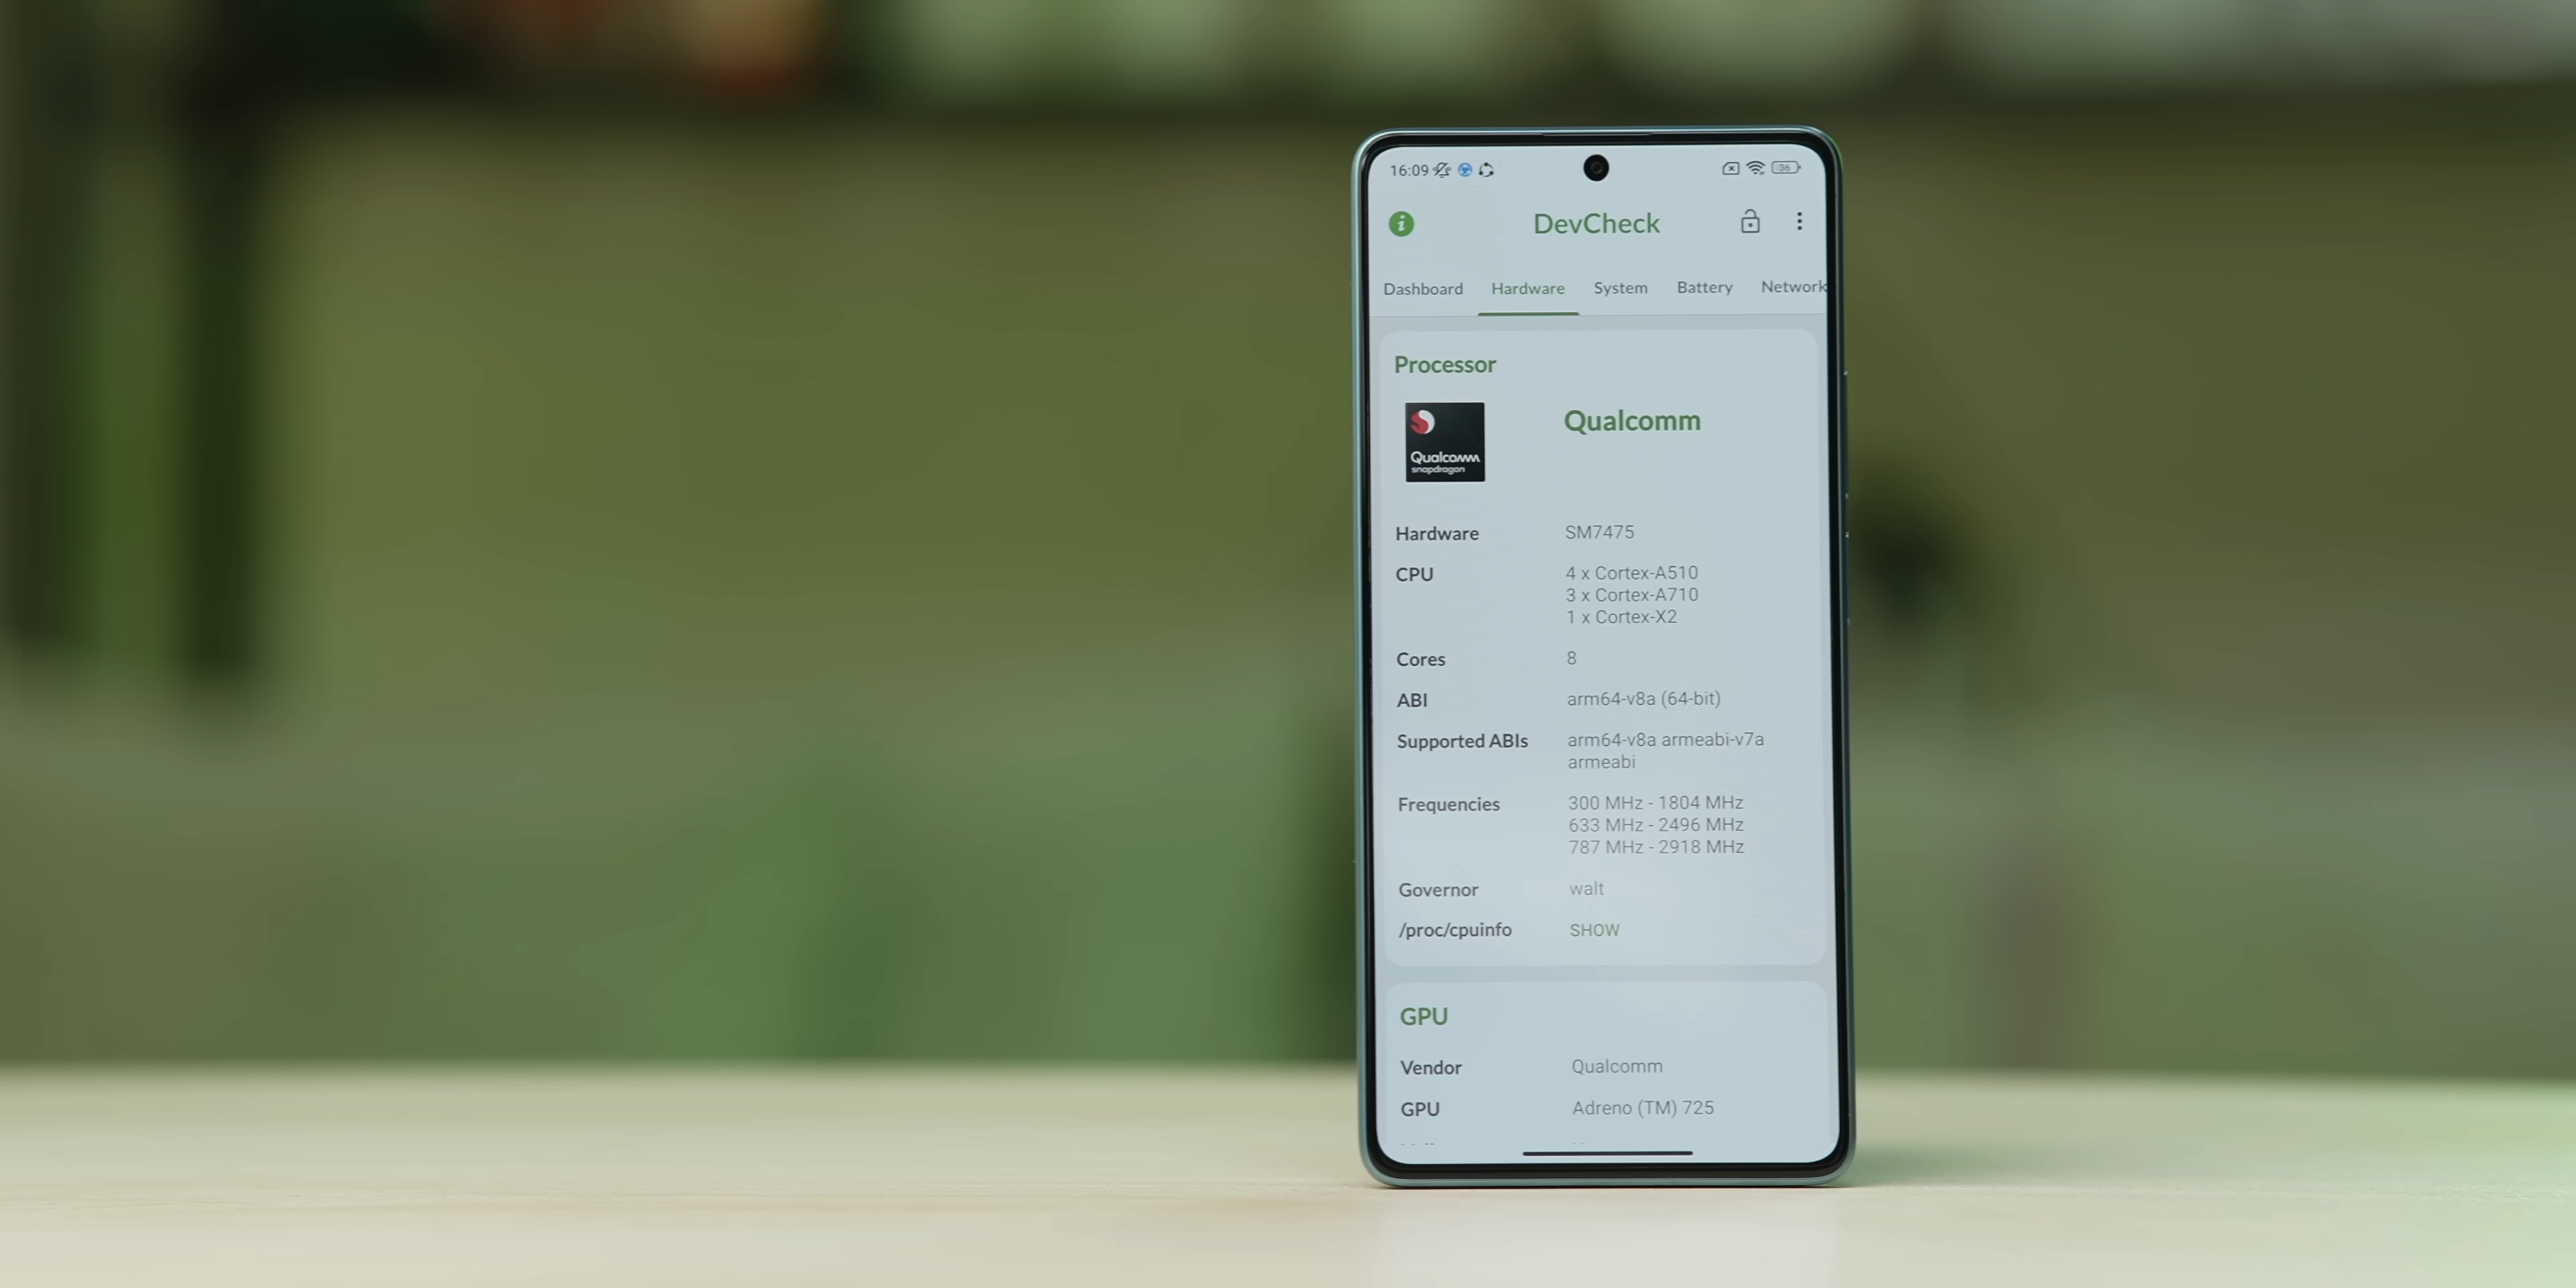 16:09
36
DevCheck
Dashboard Hardware System Battery Network
Processor
Qualcomm
Qualcomm
snapdragon
Hardware SM7475
CPU 4 x Cortex-A510
3 x Cortex-A710
1 x Cortex-X2
Cores 8
ABI arm64-v8a (64-bit)
Supported ABIs arm64-v8a armeabi-v7a
armeabi
Frequencies 300 MHz - 1804 MHz
633 MHz - 2496 MHz
787 MHz - 2918 MHz
Governor walt
/proc/cpuinfo SHOW
GPU
Vendor Qualcomm
GPU Adreno (TM) 725